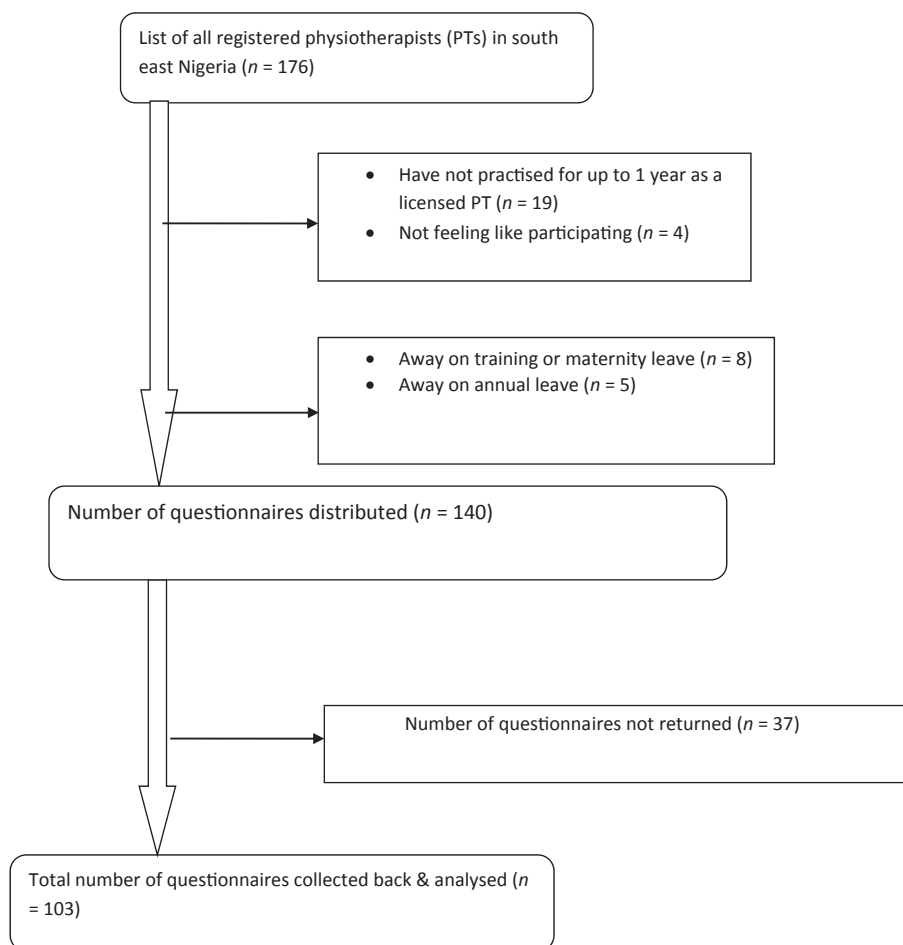 List of all registered physiotherapists (PTs) in south
east Nigeria (n = 176)
• Have not practised for up to 1 year as a
licensed PT (n = 19)
• Not feeling like participating (n = 4)
• Away on training or maternity leave (n = 8)
• Away on annual leave (n = 5)
Number of questionnaires distributed (n = 140)
Number of questionnaires not returned (n = 37)
Total number of questionnaires collected back & analysed (n
= 103)